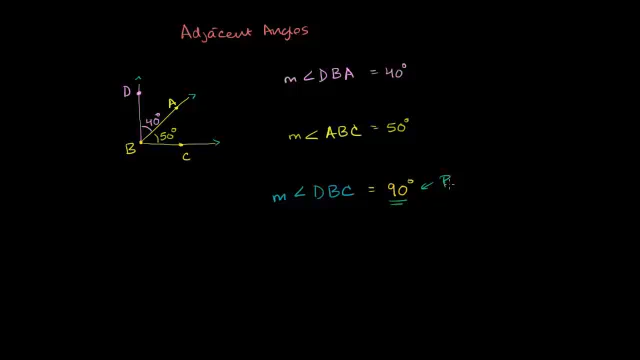 Adjacent Angles
m ∠ DBA = 40°
D
A
40°
50°
B
C
m ∠ ABC = 50°
m ∠ DBC = 90° ←